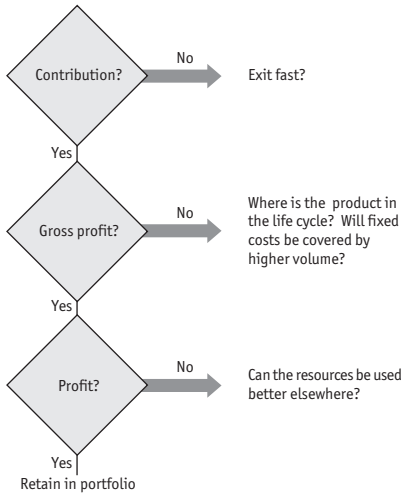 Contribution?
No
Exit fast?
Yes
Gross profit?
No
Where is the product in
the life cycle? Will fixed
costs be covered by
higher volume?
Yes
Profit?
No
Can the resources be used
better elsewhere?
Yes
Retain in portfolio